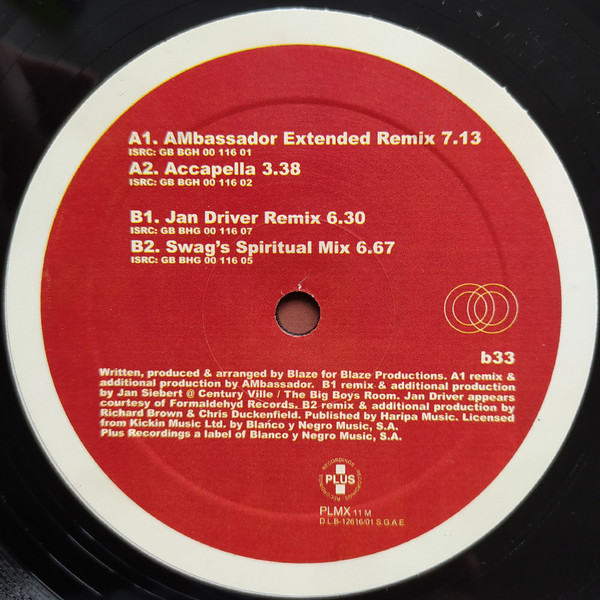 A1. AMbassador Extended Remix 7.13
ISRC: GB BGH 00 116 01
A2. Accapella 3.38
ISRC: GB BHG 00 116 02
B1. Jan Driver Remix 6.30
ISRC: GB BHG 00 116 07
B2. Swag's Spiritual Mix 6.67
ISRC: GB BHG 00 116 05
b33
Written, produced & arranged by Blaze for Blaze Productions. A1 remix &
additional production by AMbassador. B1 remix & additional production
by Jan Siebert @ Century Ville / The Big Boys Room. Jan Driver appears
courtesy of Formaldehyd Records. B2 remix & additional production by
Richard Brown & Chris Duckenfield. Published by Haripa Music. Licensed
from Kickin Music Ltd. by Blanco y Negro Music, S.A.
Plus Recordings a label of Blanco y Negro Music, S.A.
RECORDINGS
PLUS
PLMX 11 M
D.L.B-12616/01 S.G.A.E